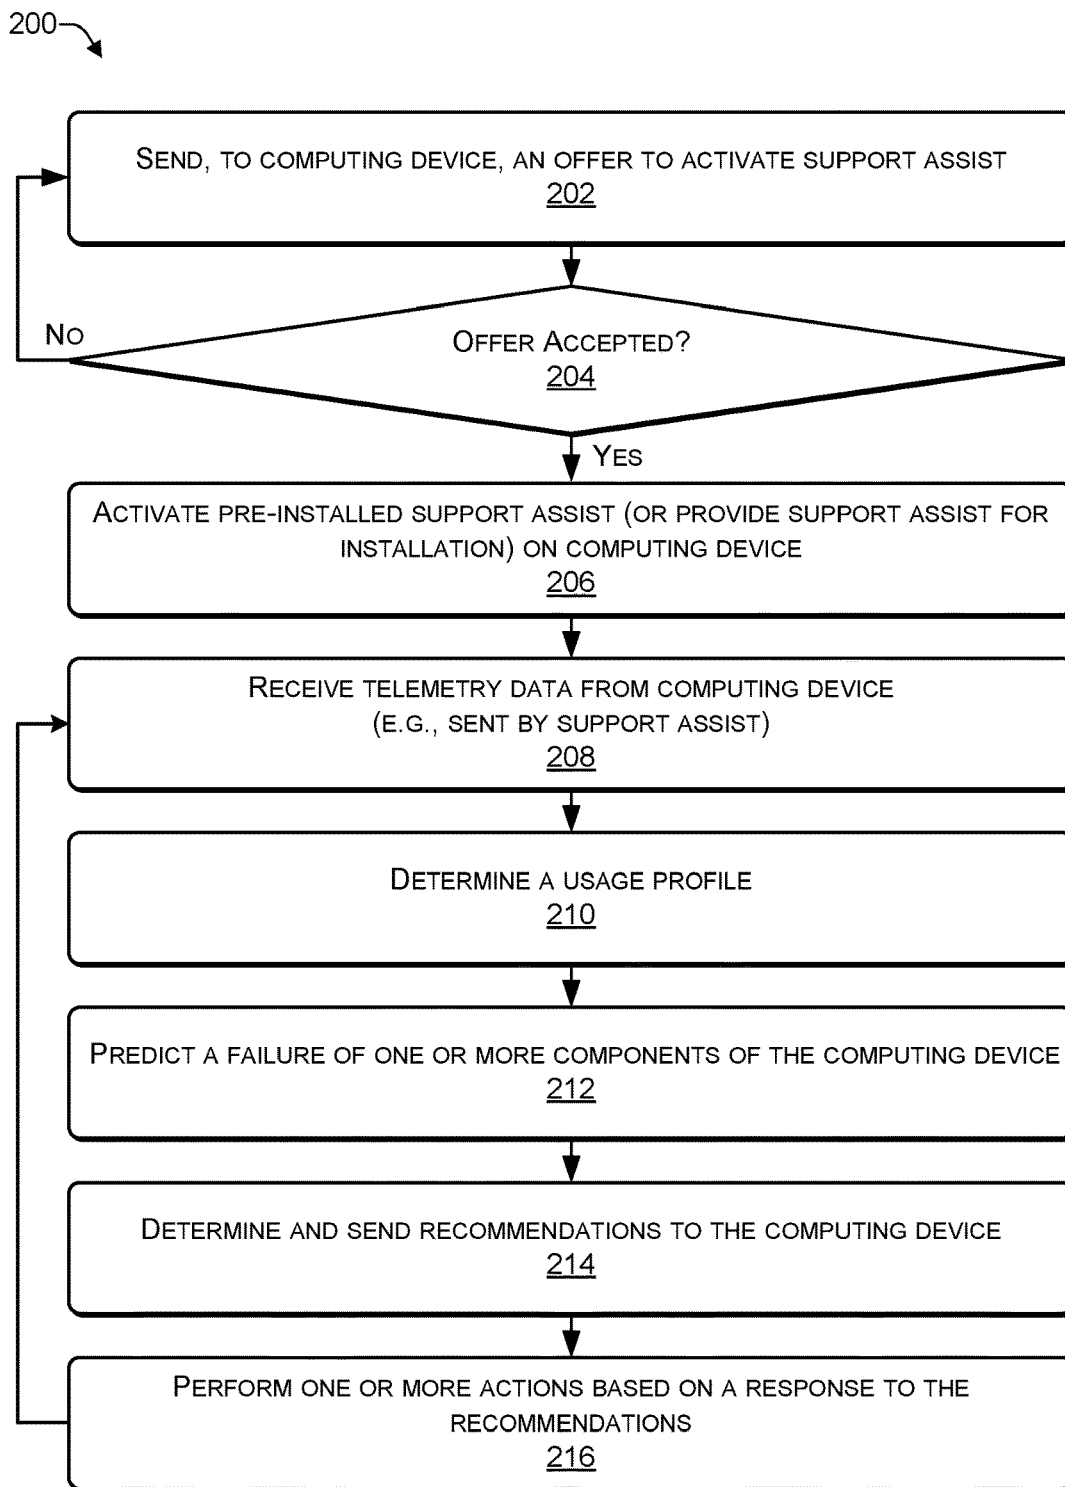 200
SEND, TO COMPUTING DEVICE, AN OFFER TO ACTIVATE SUPPORT ASSIST
202
OFFER ACCEPTED?
204
NO
YES
ACTIVATE PRE-INSTALLED SUPPORT ASSIST (OR PROVIDE SUPPORT ASSIST FOR
INSTALLATION) ON COMPUTING DEVICE
206
RECEIVE TELEMETRY DATA FROM COMPUTING DEVICE
(E.G., SENT BY SUPPORT ASSIST)
208
DETERMINE A USAGE PROFILE
210
PREDICT A FAILURE OF ONE OR MORE COMPONENTS OF THE COMPUTING DEVICE
212
DETERMINE AND SEND RECOMMENDATIONS TO THE COMPUTING DEVICE
214
PERFORM ONE OR MORE ACTIONS BASED ON A RESPONSE TO THE
RECOMMENDATIONS
216